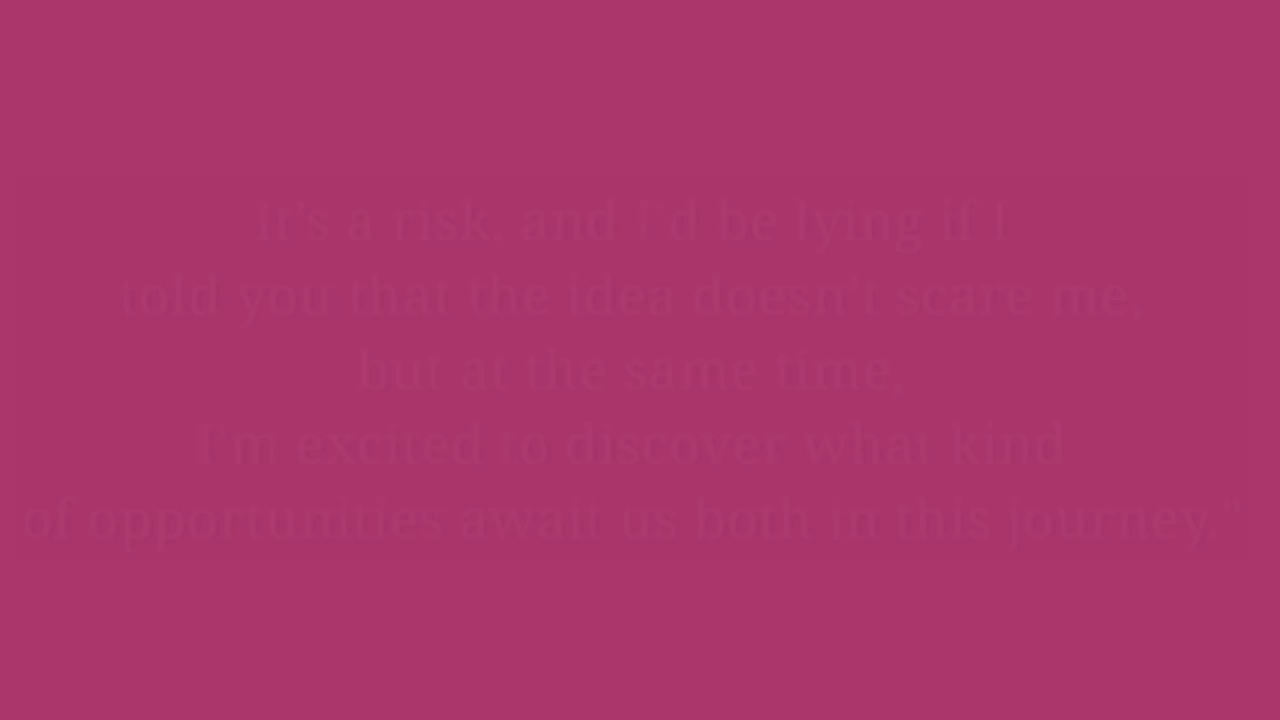 It's a risk, and I'd be lying if I
told you that the idea doesn't scare me,
but at the same time,
I'm excited to discover what kind
of opportunities await us both in this journey."